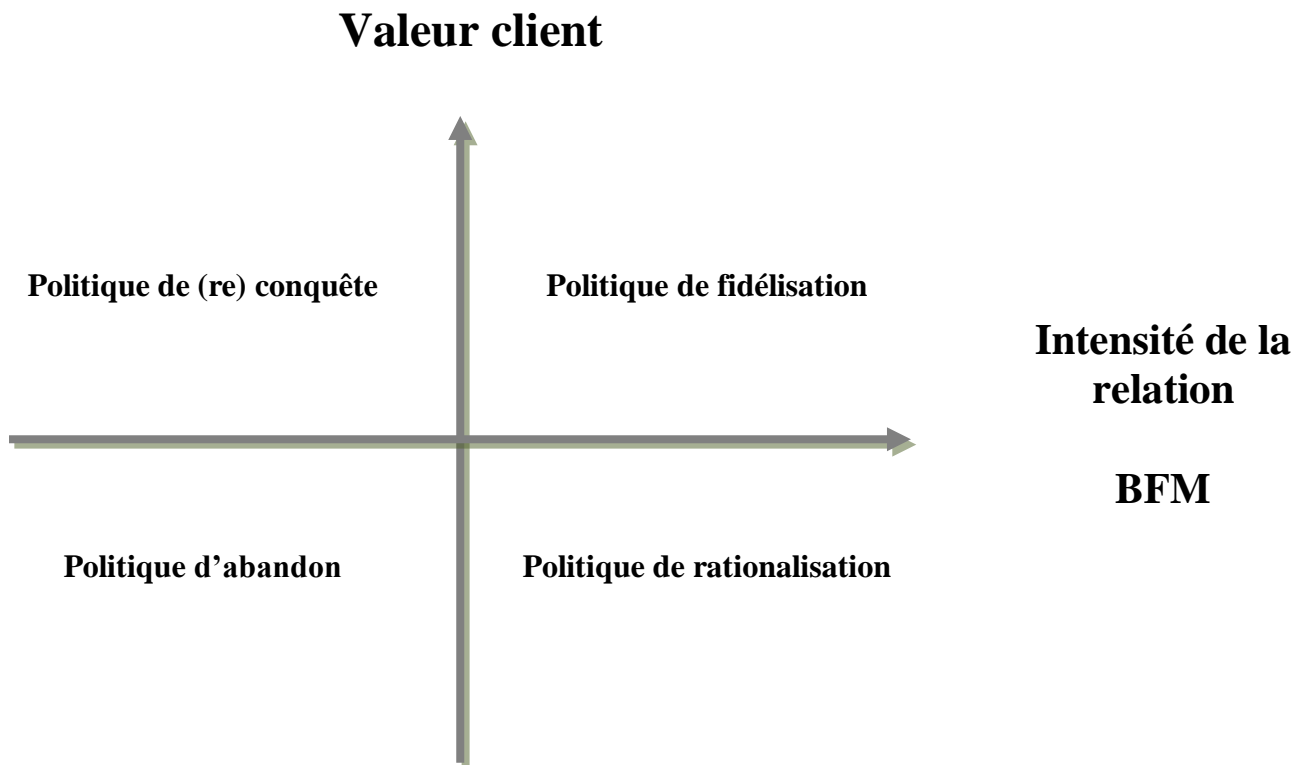 Valeur client
Politique de (re) conquête
Politique de fidélisation
Intensité de la
relation
BFM
Politique d’abandon
Politique de rationalisation